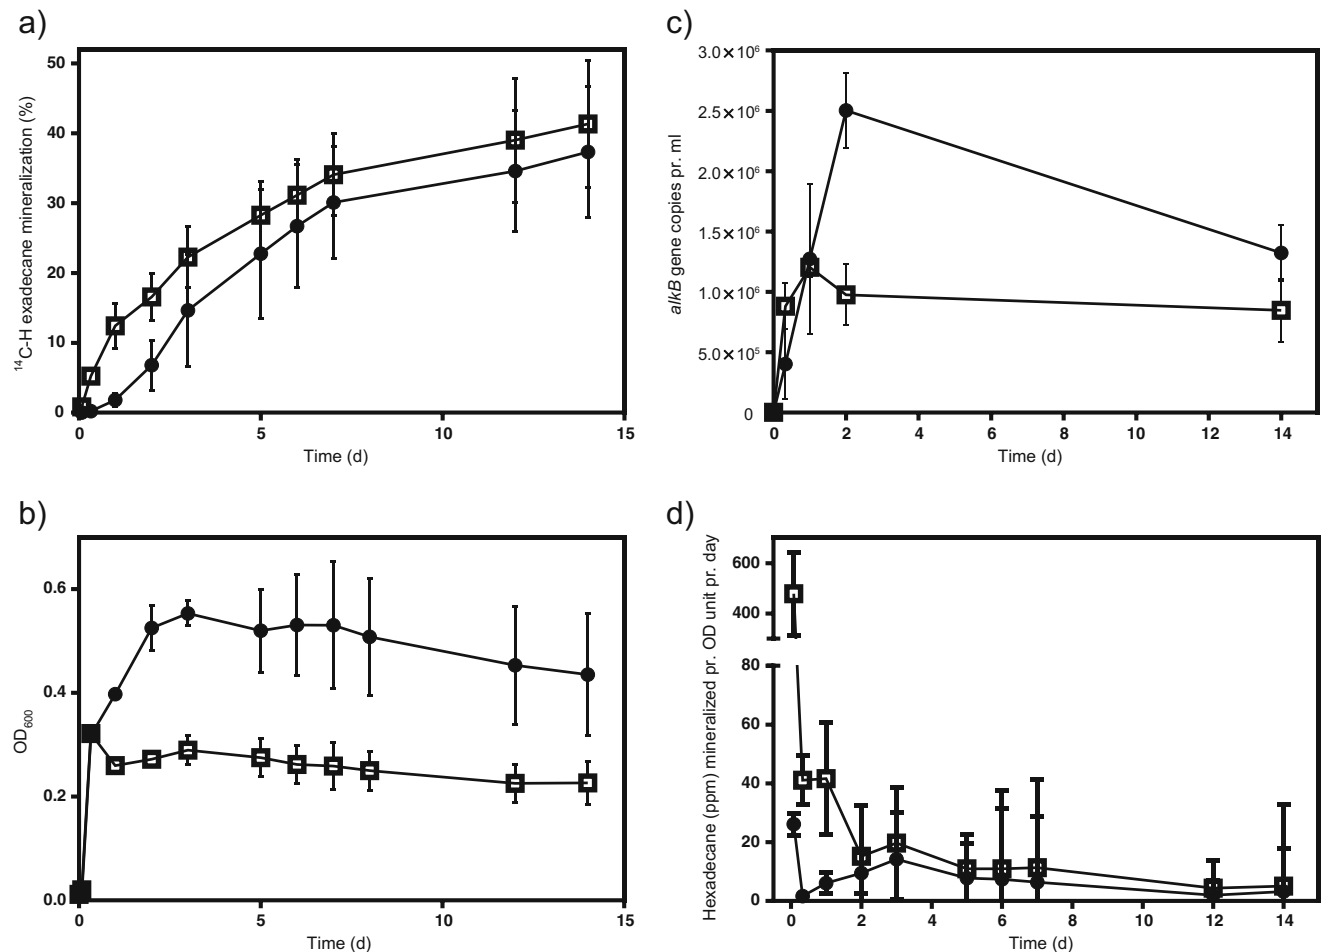 a)
14C-H exadecane mineralization (%)
50
40
30
20
10
0
0 5 10 15
Time (d)
c)
alkB gene copies pr. ml
3.0×10⁶
2.5×10⁶
2.0×10⁶
1.5×10⁶
1.0×10⁶
5.0×10⁵
0
0 2 4 6 8 10 12 14
Time (d)
b)
OD600
0.6
0.4
0.2
0.0
0 5 10 15
Time (d)
d)
Hexadecane (ppm) mineralized pr. OD unit pr. day
600
400
80
60
40
20
0
0 2 4 6 8 10 12 14
Time (d)